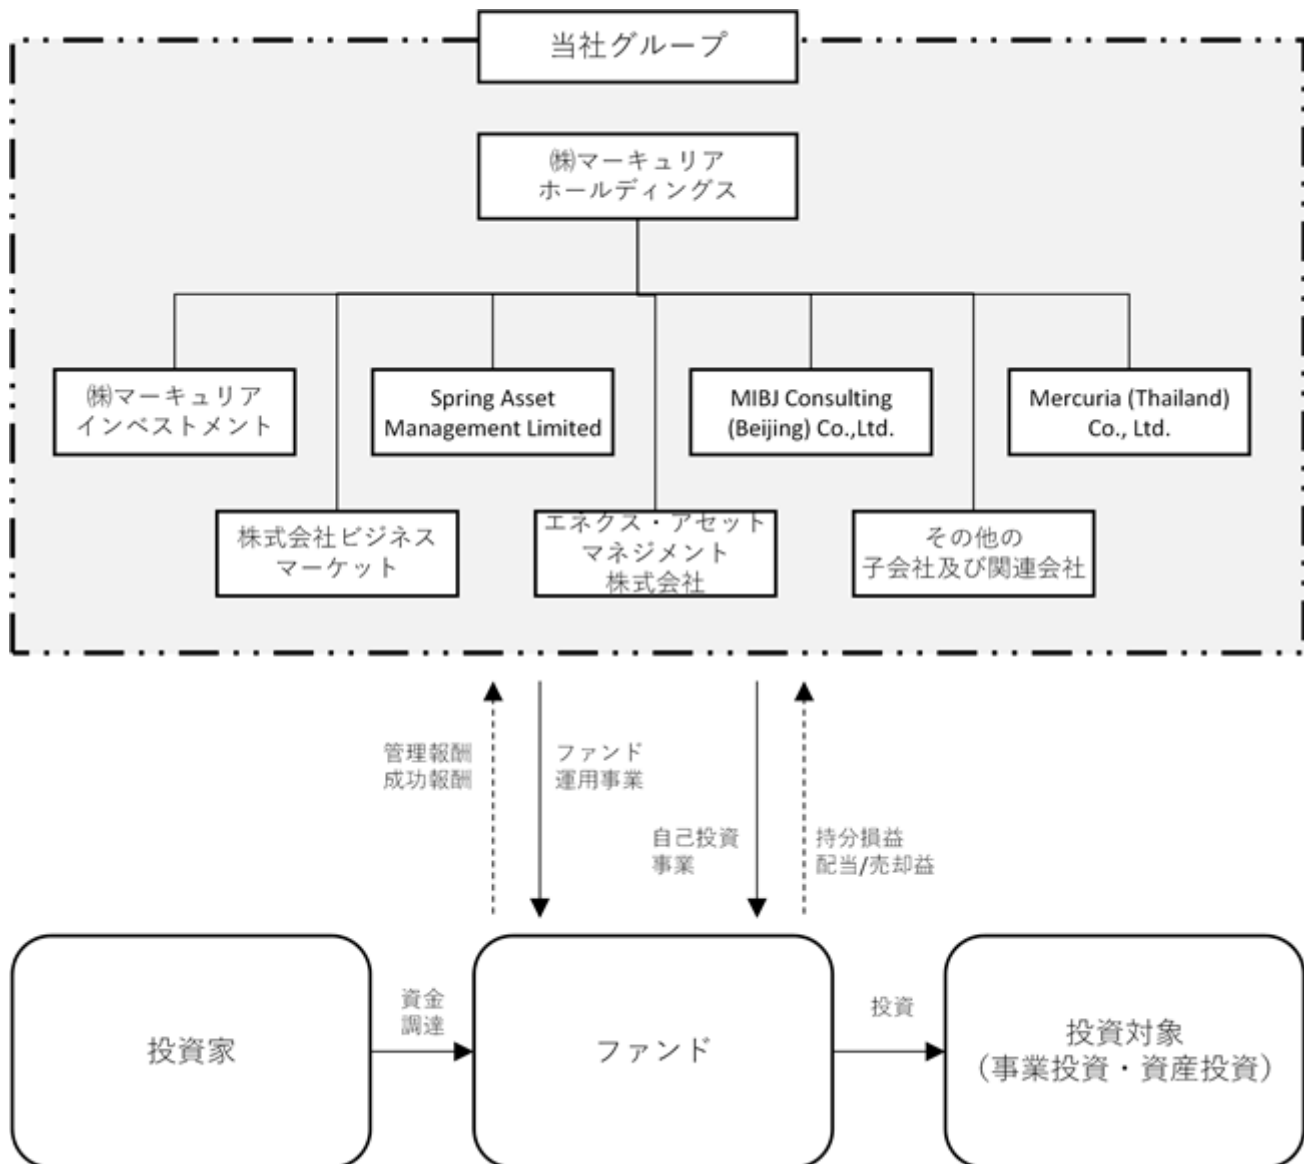 当社グループ
㈱マーキュリア
ホールディングス
㈱マーキュリア
インベストメント
Spring Asset
Management Limited
MIBJ Consulting
(Beijing) Co.,Ltd.
Mercuria (Thailand)
Co., Ltd.
株式会社ビジネス
マーケット
エネクス・アセット
マネジメント
株式会社
その他の
子会社及び関連会社
管理報酬
成功報酬
ファンド
運用事業
自己投資
事業
持分損益
配当/売却益
投資家
資金
調達
ファンド
投資
投資対象
（事業投資・資産投資）